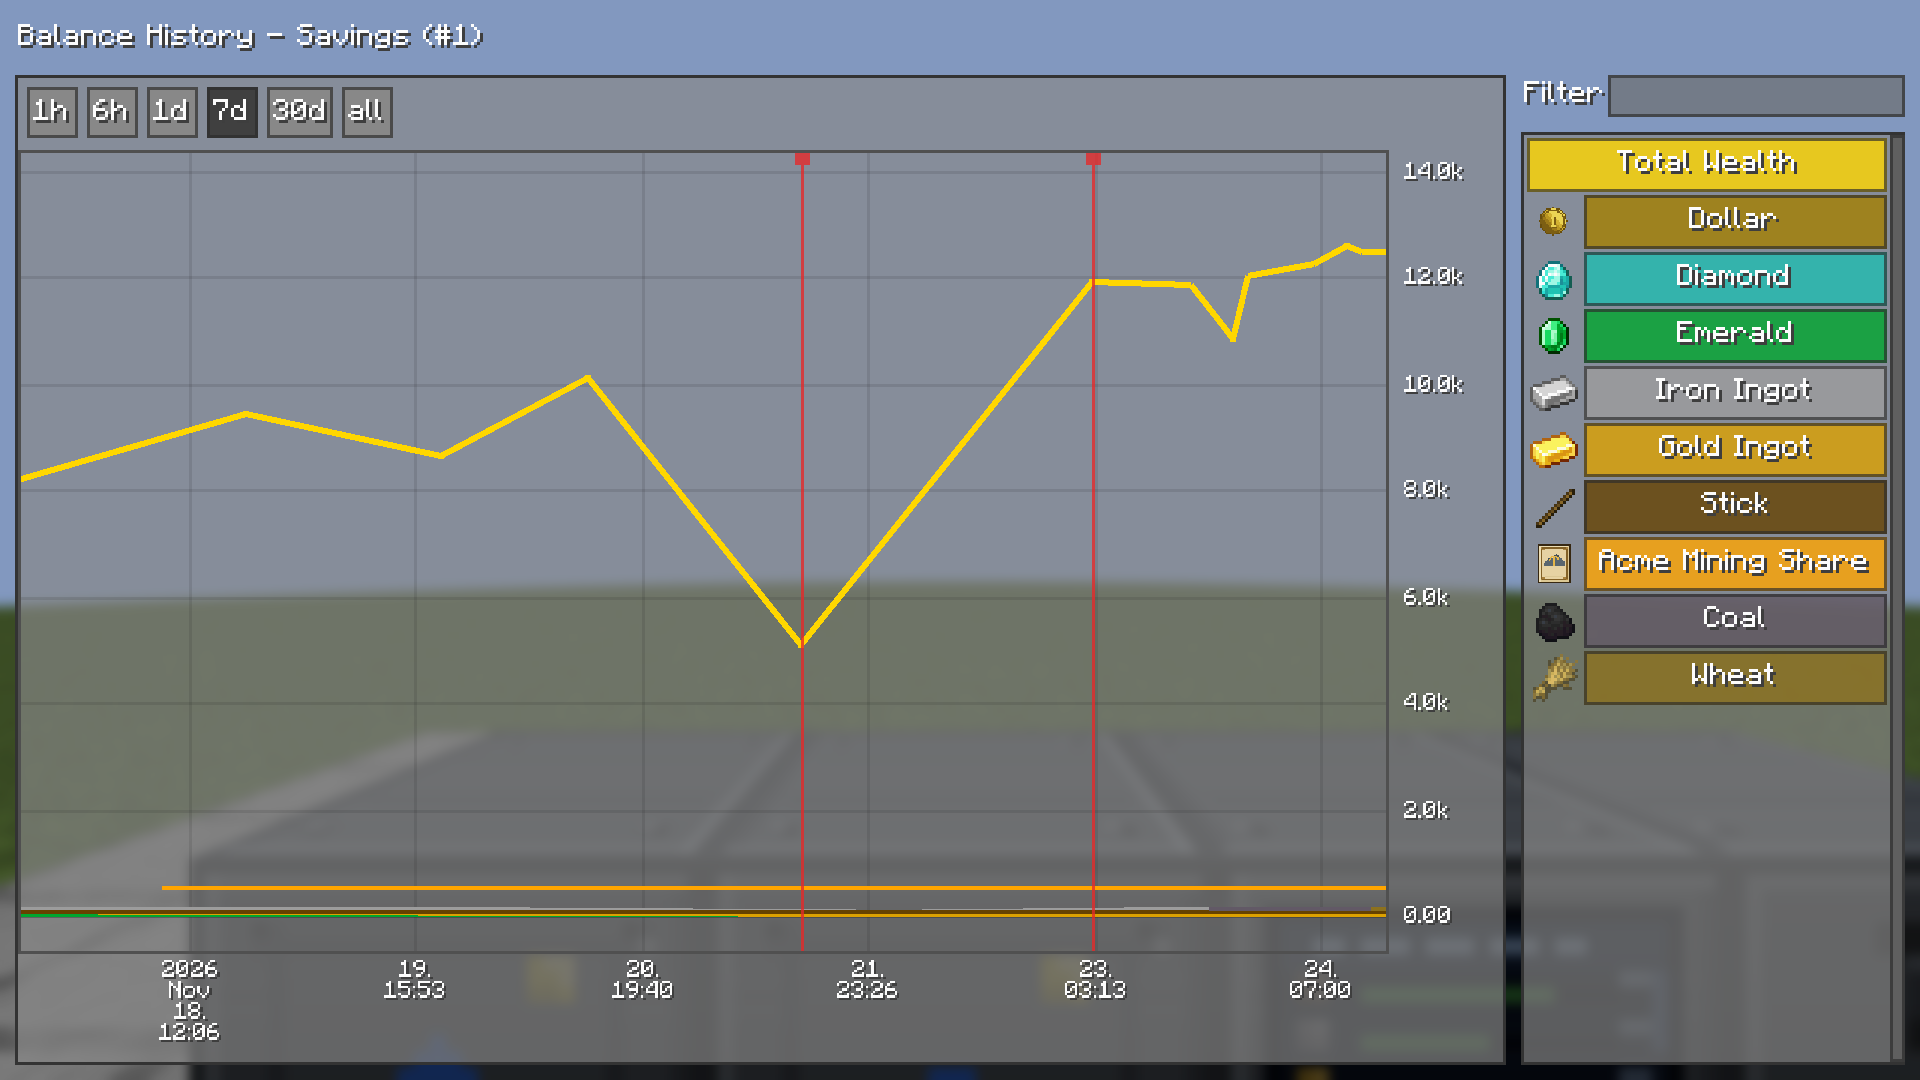 Balance History - Savings (#1)
1h 6h 1d 7d 30d all
Filter
Total Wealth
Dollar
Diamond
Emerald
Iron Ingot
Gold Ingot
Stick
Acme Mining Share
Coal
Wheat
14.0k
12.0k
10.0k
8.0k
6.0k
4.0k
2.0k
0.00
2026
Nov
18.
12:06
19.
15:53
20.
19:40
21.
23:26
23.
03:13
24.
07:00